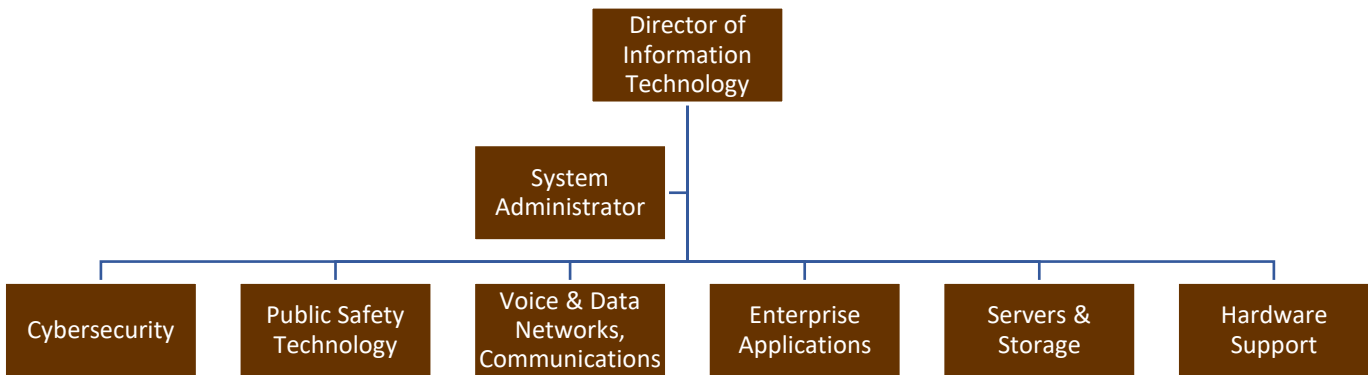 Director of
Information
Technology
System
Administrator
Cybersecurity
Public Safety
Technology
Voice & Data
Networks,
Communications
Enterprise
Applications
Servers &
Storage
Hardware
Support